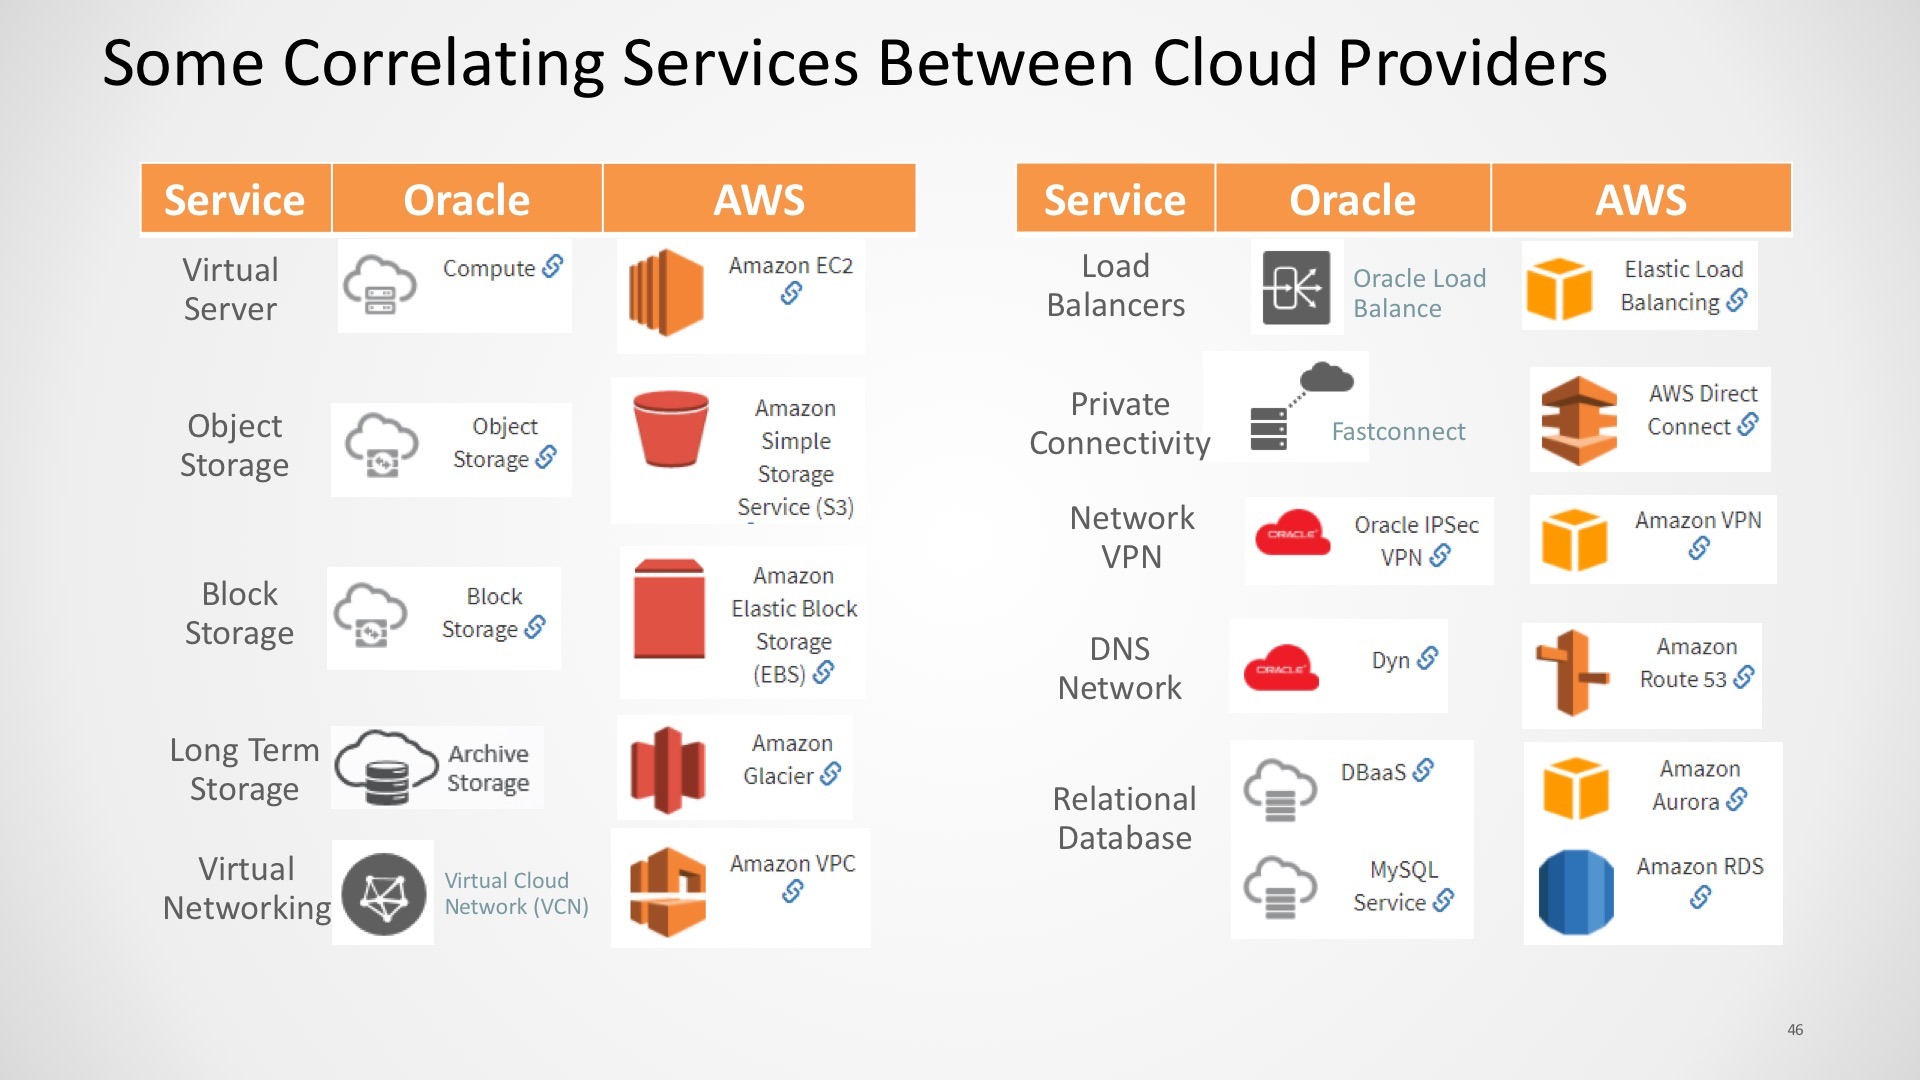 Some Correlating Services Between Cloud Providers
Service Oracle AWS
Virtual
Server
Compute
Amazon EC2
Object
Storage
Object
Storage
Amazon
Simple
Storage
Service (S3)
Block
Storage
Block
Storage
Amazon
Elastic Block
Storage
(EBS)
Long Term
Storage
Archive
Storage
Amazon
Glacier
Virtual
Networking
Virtual Cloud
Network (VCN)
Amazon VPC
Service Oracle AWS
Load
Balancers
Oracle Load
Balance
Elastic Load
Balancing
Private
Connectivity
Fastconnect
AWS Direct
Connect
Network
VPN
ORACLE
Oracle IPSec
VPN
Amazon VPN
DNS
Network
ORACLE
Dyn
Amazon
Route 53
Relational
Database
DBaaS
Amazon
Aurora
MySQL
Service
Amazon RDS
46